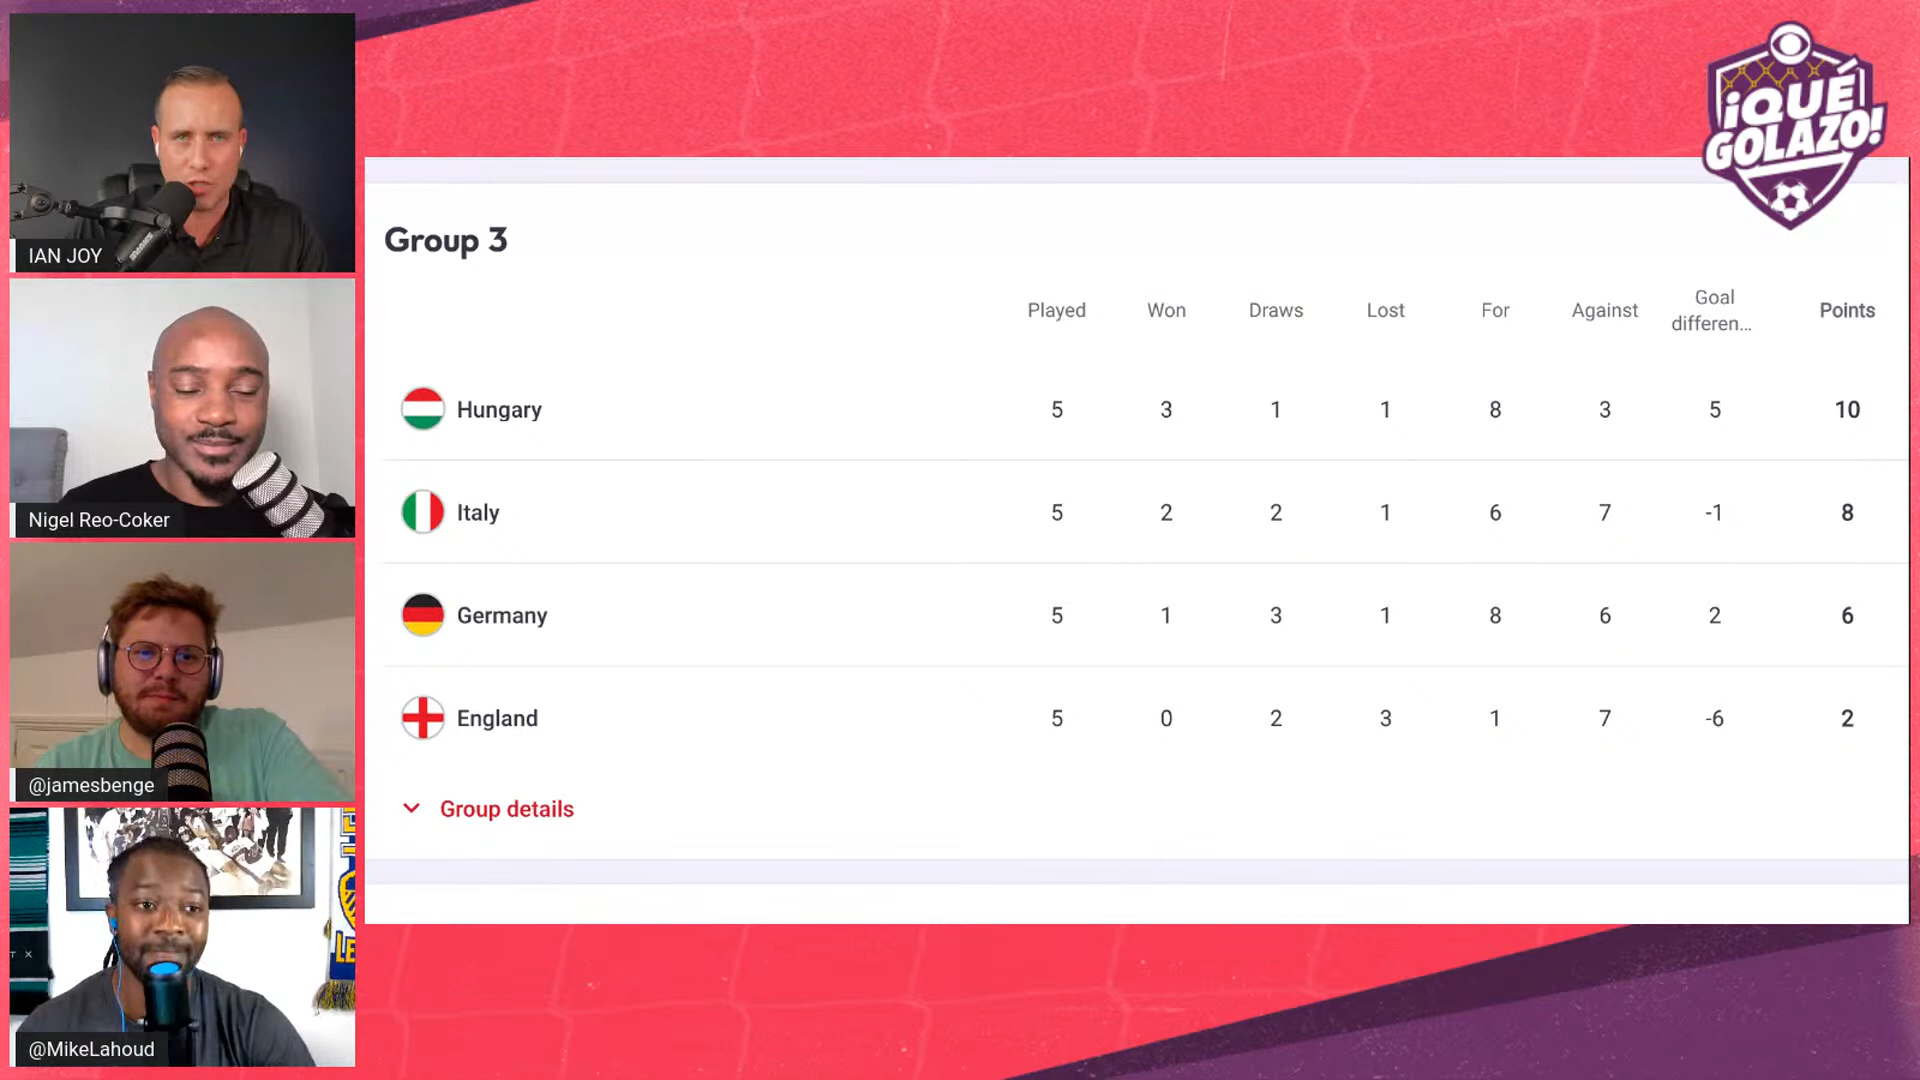 IAN JOY
Nigel Reo-Coker
@jamesbenge
@MikeLahoud
¡QUÉ
GOLAZO!
Group 3
Played Won Draws Lost For Against Goal differen... Points
Hungary 5 3 1 1 8 3 5 10
Italy 5 2 2 1 6 7 -1 8
Germany 5 1 3 1 8 6 2 6
England 5 0 2 3 1 7 -6 2
Group details
LE